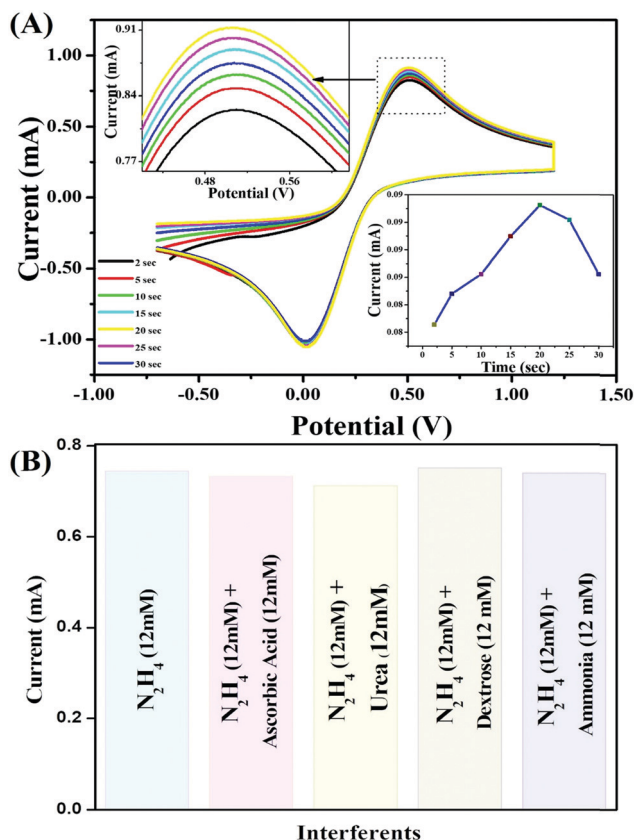 (A)
Current (mA)
1.00
0.50
0.00
-0.50
-1.00
-1.00
-0.50
0.00
0.50
1.00
1.50
Potential (V)
Current (mA)
0.91
0.84
0.77
0.48
0.56
Potential (V)
2 sec
5 sec
10 sec
15 sec
20 sec
25 sec
30 sec
Current (mA)
0.09
0.09
0.08
0.08
0
5
10
15
20
25
30
Time (sec)
(B)
Current (mA)
0.8
0.6
0.4
0.2
0.0
N2H4 (12mM)
N2H4 (12mM) +
Ascorbic Acid (12mM)
N2H4 (12mM) +
Urea (12mM)
N2H4 (12mM) +
Dextrose (12 mM)
N2H4 (12mM) +
Ammonia (12 mM)
Interferents